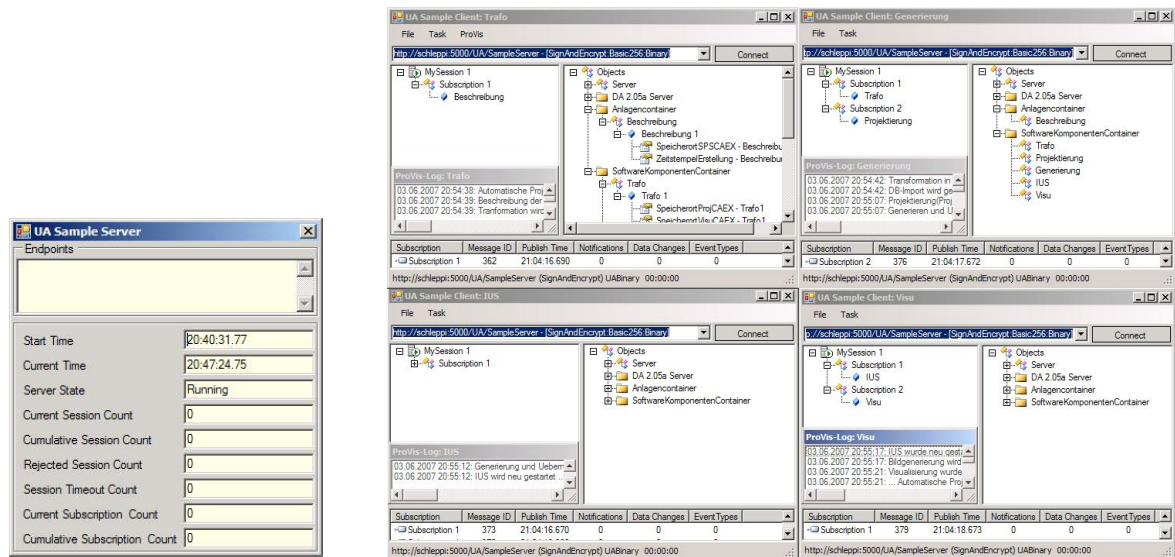 UA Sample Server
Endpoints
Start Time 20:40:31.77
Current Time 20:47:24.75
Server State Running
Current Session Count 0
Cumulative Session Count 0
Rejected Session Count 0
Session Timeout Count 0
Current Subscription Count 0
Cumulative Subscription Count 0
UA Sample Client: Trafo
File Task ProVis
http://schleppi:5000/UA/SampleServer - [SignAndEncrypt:Basic256:Binary] Connect
MySession 1
Subscription 1
Beschreibung
Objects
Server
DA 2.05a Server
Anlagencontainer
Beschreibung
Beschreibung 1
SpeicherortSPSCAEX - Beschreibu
ZeitstempelErstellung - Beschreibu
SoftwareKomponentenContainer
Trafo
Trafo 1
SpeicherortProjCAEX - Trafo1
SpeicherortVisuCAEX - Trafo1
ProVis-Log: Trafo
03.06.2007 20:54:38: Automatische Proj
03.06.2007 20:54:39: Beschreibung der
03.06.2007 20:54:39: Tranformation wirc
Subscription Message ID Publish Time Notifications Data Changes EventTypes
Subscription 1 362 21:04:16.690 0 0 0
http://schleppi:5000/UA/SampleServer (SignAndEncrypt) UABinary 00:00:00
UA Sample Client: Generierung
File Task ProVis
tp://schleppi:5000/UA/SampleServer - [SignAndEncrypt:Basic256:Binary] Connect
MySession 1
Subscription 1
Trafo
Subscription 2
Projektierung
Objects
Server
DA 2.05a Server
Anlagencontainer
Beschreibung
SoftwareKomponentenContainer
Trafo
Projektierung
Generierung
IUS
Visu
ProVis-Log: Generierung
03.06.2007 20:54:42: Transformation in
03.06.2007 20:54:42: DB-Import wird ge
03.06.2007 20:55:07: Projektierung(Proj
03.06.2007 20:55:07: Generieren und U
Subscription Message ID Publish Time Notifications Data Changes EventTypes
Subscription 2 376 21:04:17.672 0 0 0
http://schleppi:5000/UA/SampleServer (SignAndEncrypt) UABinary 00:00:00
UA Sample Client: IUS
File Task
http://schleppi:5000/UA/SampleServer - [SignAndEncrypt:Basic256:Binary] Connect
MySession 1
Subscription 1
Objects
Server
DA 2.05a Server
Anlagencontainer
SoftwareKomponentenContainer
ProVis-Log: IUS
03.06.2007 20:55:12: Generierung und Uebern
03.06.2007 20:55:12: IUS wird neu gestartet ...
Subscription Message ID Publish Time Notifications Data Changes EventTypes
Subscription 1 373 21:04:16.670 0 0 0
http://schleppi:5000/UA/SampleServer (SignAndEncrypt) UABinary 00:00:00
UA Sample Client: Visu
File Task
p://schleppi:5000/UA/SampleServer - [SignAndEncrypt:Basic256:Binary] Connect
MySession 1
Subscription 1
IUS
Subscription 2
Visu
Objects
Server
DA 2.05a Server
Anlagencontainer
SoftwareKomponentenContainer
ProVis-Log: Visu
03.06.2007 20:55:17: IUS wurde neu gesta
03.06.2007 20:55:17: Bildgenerierung wird
03.06.2007 20:55:21: Visualisierung wurde
03.06.2007 20:55:21: ... Automatische Proj
Subscription Message ID Publish Time Notifications Data Changes EventTypes
Subscription 1 379 21:04:18.673 0 0 0
http://schleppi:5000/UA/SampleServer (SignAndEncrypt) UABinary 00:00:00